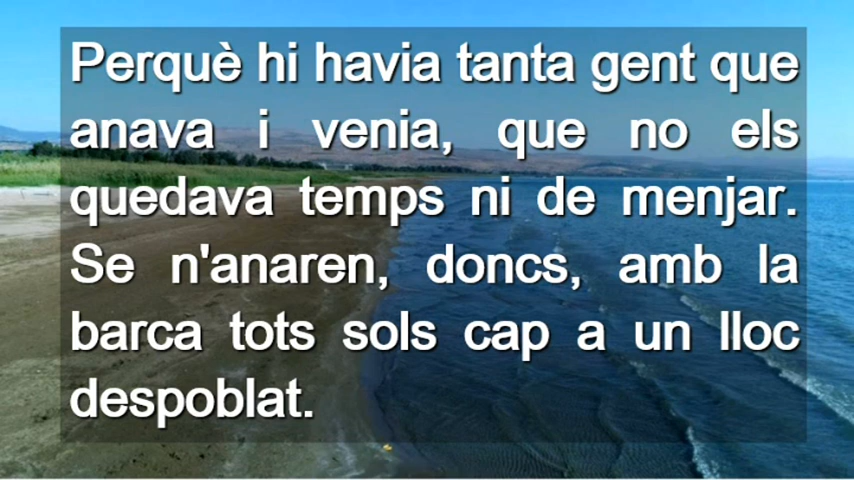 Perquè hi havia tanta gent que
anava i venia, que no els
quedava temps ni de menjar.
Se n'anaren, doncs, amb la
barca tots sols cap a un lloc
despoblat.